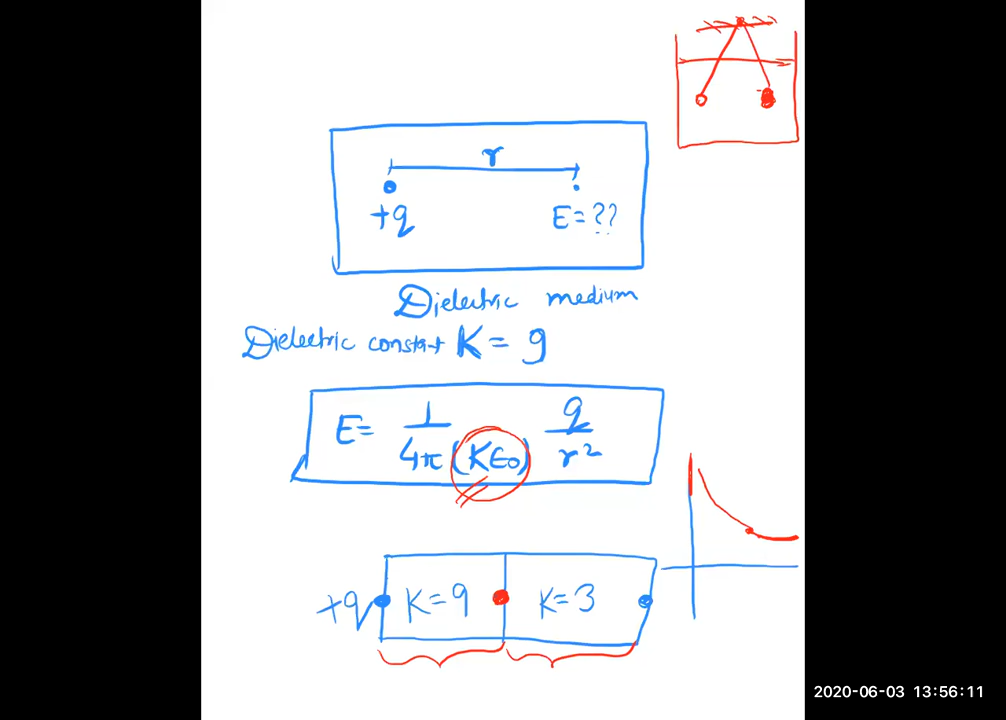 r
+q E=??
Dielectric medium
Dielectric constant K = 9
E= 1/4π(Kε₀) q/r²
+q K=9 K=3
2020-06-03 13:56:11